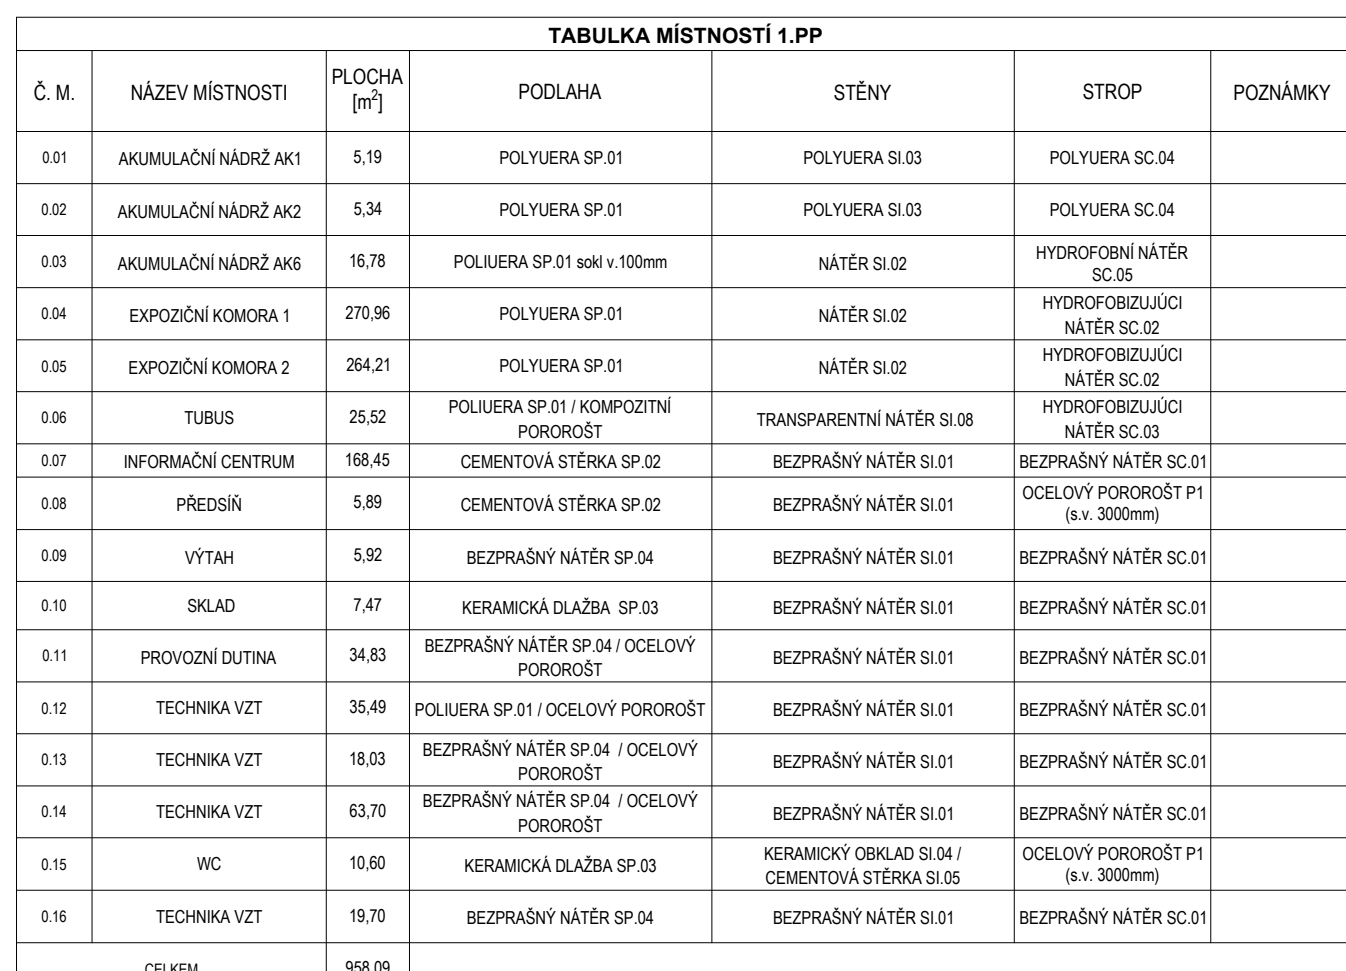 TABULKA MÍSTNOSTÍ 1.PP
Č. M. NÁZEV MÍSTNOSTI PLOCHA [m²] PODLAHA STĚNY STROP POZNÁMKY
0.01 AKUMULAČNÍ NÁDRŽ AK1 5,19 POLYUERA SP.01 POLYUERA SI.03 POLYUERA SC.04
0.02 AKUMULAČNÍ NÁDRŽ AK2 5,34 POLYUERA SP.01 POLYUERA SI.03 POLYUERA SC.04
0.03 AKUMULAČNÍ NÁDRŽ AK6 16,78 POLIUERA SP.01 sokl v.100mm NÁTĚR SI.02 HYDROFOBNÍ NÁTĚR SC.05
0.04 EXPOZIČNÍ KOMORA 1 270,96 POLYUERA SP.01 NÁTĚR SI.02 HYDROFOBIZUJÚCI NÁTĚR SC.02
0.05 EXPOZIČNÍ KOMORA 2 264,21 POLYUERA SP.01 NÁTĚR SI.02 HYDROFOBIZUJÚCI NÁTĚR SC.02
0.06 TUBUS 25,52 POLIUERA SP.01 / KOMPOZITNÍ POROROŠT TRANSPARENTNÍ NÁTĚR SI.08 HYDROFOBIZUJÚCI NÁTĚR SC.03
0.07 INFORMAČNÍ CENTRUM 168,45 CEMENTOVÁ STĚRKA SP.02 BEZPRAŠNÝ NÁTĚR SI.01 BEZPRAŠNÝ NÁTĚR SC.01
0.08 PŘEDSÍŇ 5,89 CEMENTOVÁ STĚRKA SP.02 BEZPRAŠNÝ NÁTĚR SI.01 OCELOVÝ POROROŠT P1 (s.v. 3000mm)
0.09 VÝTAH 5,92 BEZPRAŠNÝ NÁTĚR SP.04 BEZPRAŠNÝ NÁTĚR SI.01 BEZPRAŠNÝ NÁTĚR SC.01
0.10 SKLAD 7,47 KERAMICKÁ DLAŽBA SP.03 BEZPRAŠNÝ NÁTĚR SI.01 BEZPRAŠNÝ NÁTĚR SC.01
0.11 PROVOZNÍ DUTINA 34,83 BEZPRAŠNÝ NÁTĚR SP.04 / OCELOVÝ POROROŠT BEZPRAŠNÝ NÁTĚR SI.01 BEZPRAŠNÝ NÁTĚR SC.01
0.12 TECHNIKA VZT 35,49 POLIUERA SP.01 / OCELOVÝ POROROŠT BEZPRAŠNÝ NÁTĚR SI.01 BEZPRAŠNÝ NÁTĚR SC.01
0.13 TECHNIKA VZT 18,03 BEZPRAŠNÝ NÁTĚR SP.04 / OCELOVÝ POROROŠT BEZPRAŠNÝ NÁTĚR SI.01 BEZPRAŠNÝ NÁTĚR SC.01
0.14 TECHNIKA VZT 63,70 BEZPRAŠNÝ NÁTĚR SP.04 / OCELOVÝ POROROŠT BEZPRAŠNÝ NÁTĚR SI.01 BEZPRAŠNÝ NÁTĚR SC.01
0.15 WC 10,60 KERAMICKÁ DLAŽBA SP.03 KERAMICKÝ OBKLAD SI.04 / CEMENTOVÁ STĚRKA SI.05 OCELOVÝ POROROŠT P1 (s.v. 3000mm)
0.16 TECHNIKA VZT 19,70 BEZPRAŠNÝ NÁTĚR SP.04 BEZPRAŠNÝ NÁTĚR SI.01 BEZPRAŠNÝ NÁTĚR SC.01
CELKEM 958,09